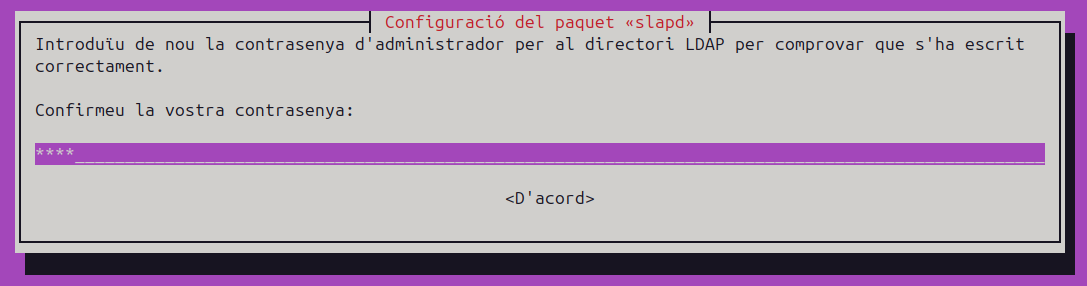 Configuració del paquet «slapd»
Introduïu de nou la contrasenya d'administrador per al directori LDAP per comprovar que s'ha escrit
correctament.
Confirmeu la vostra contrasenya:
****_________________________________________________________________________________________________
<D'acord>